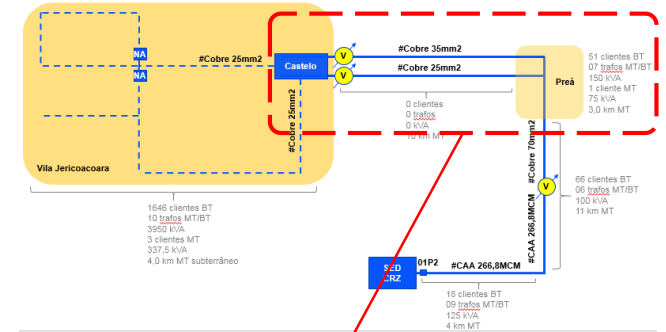 #Cobre 35mm2
NA
#Cobre 25mm2
Castelo
V
V
#Cobre 25mm2
NA
Preá
51 clientes BT
07 trafos MT/BT
150 kVA
1 cliente MT
75 kVA
3,0 km MT
0 clientes
0 trafos
0 kVA
10 km MT
#Cobre 25mm2
#Cobre 70mm2
Vila Jericoacoara
V
66 clientes BT
06 trafos MT/BT
100 kVA
11 km MT
1646 clientes BT
10 trafos MT/BT
3950 kVA
3 clientes MT
337,5 kVA
4,0 km MT subterrâneo
#CAA 266,8MCM
SED
CRZ
01P2
#CAA 266,8MCM
18 clientes BT
09 trafos MT/BT
125 kVA
4 km MT